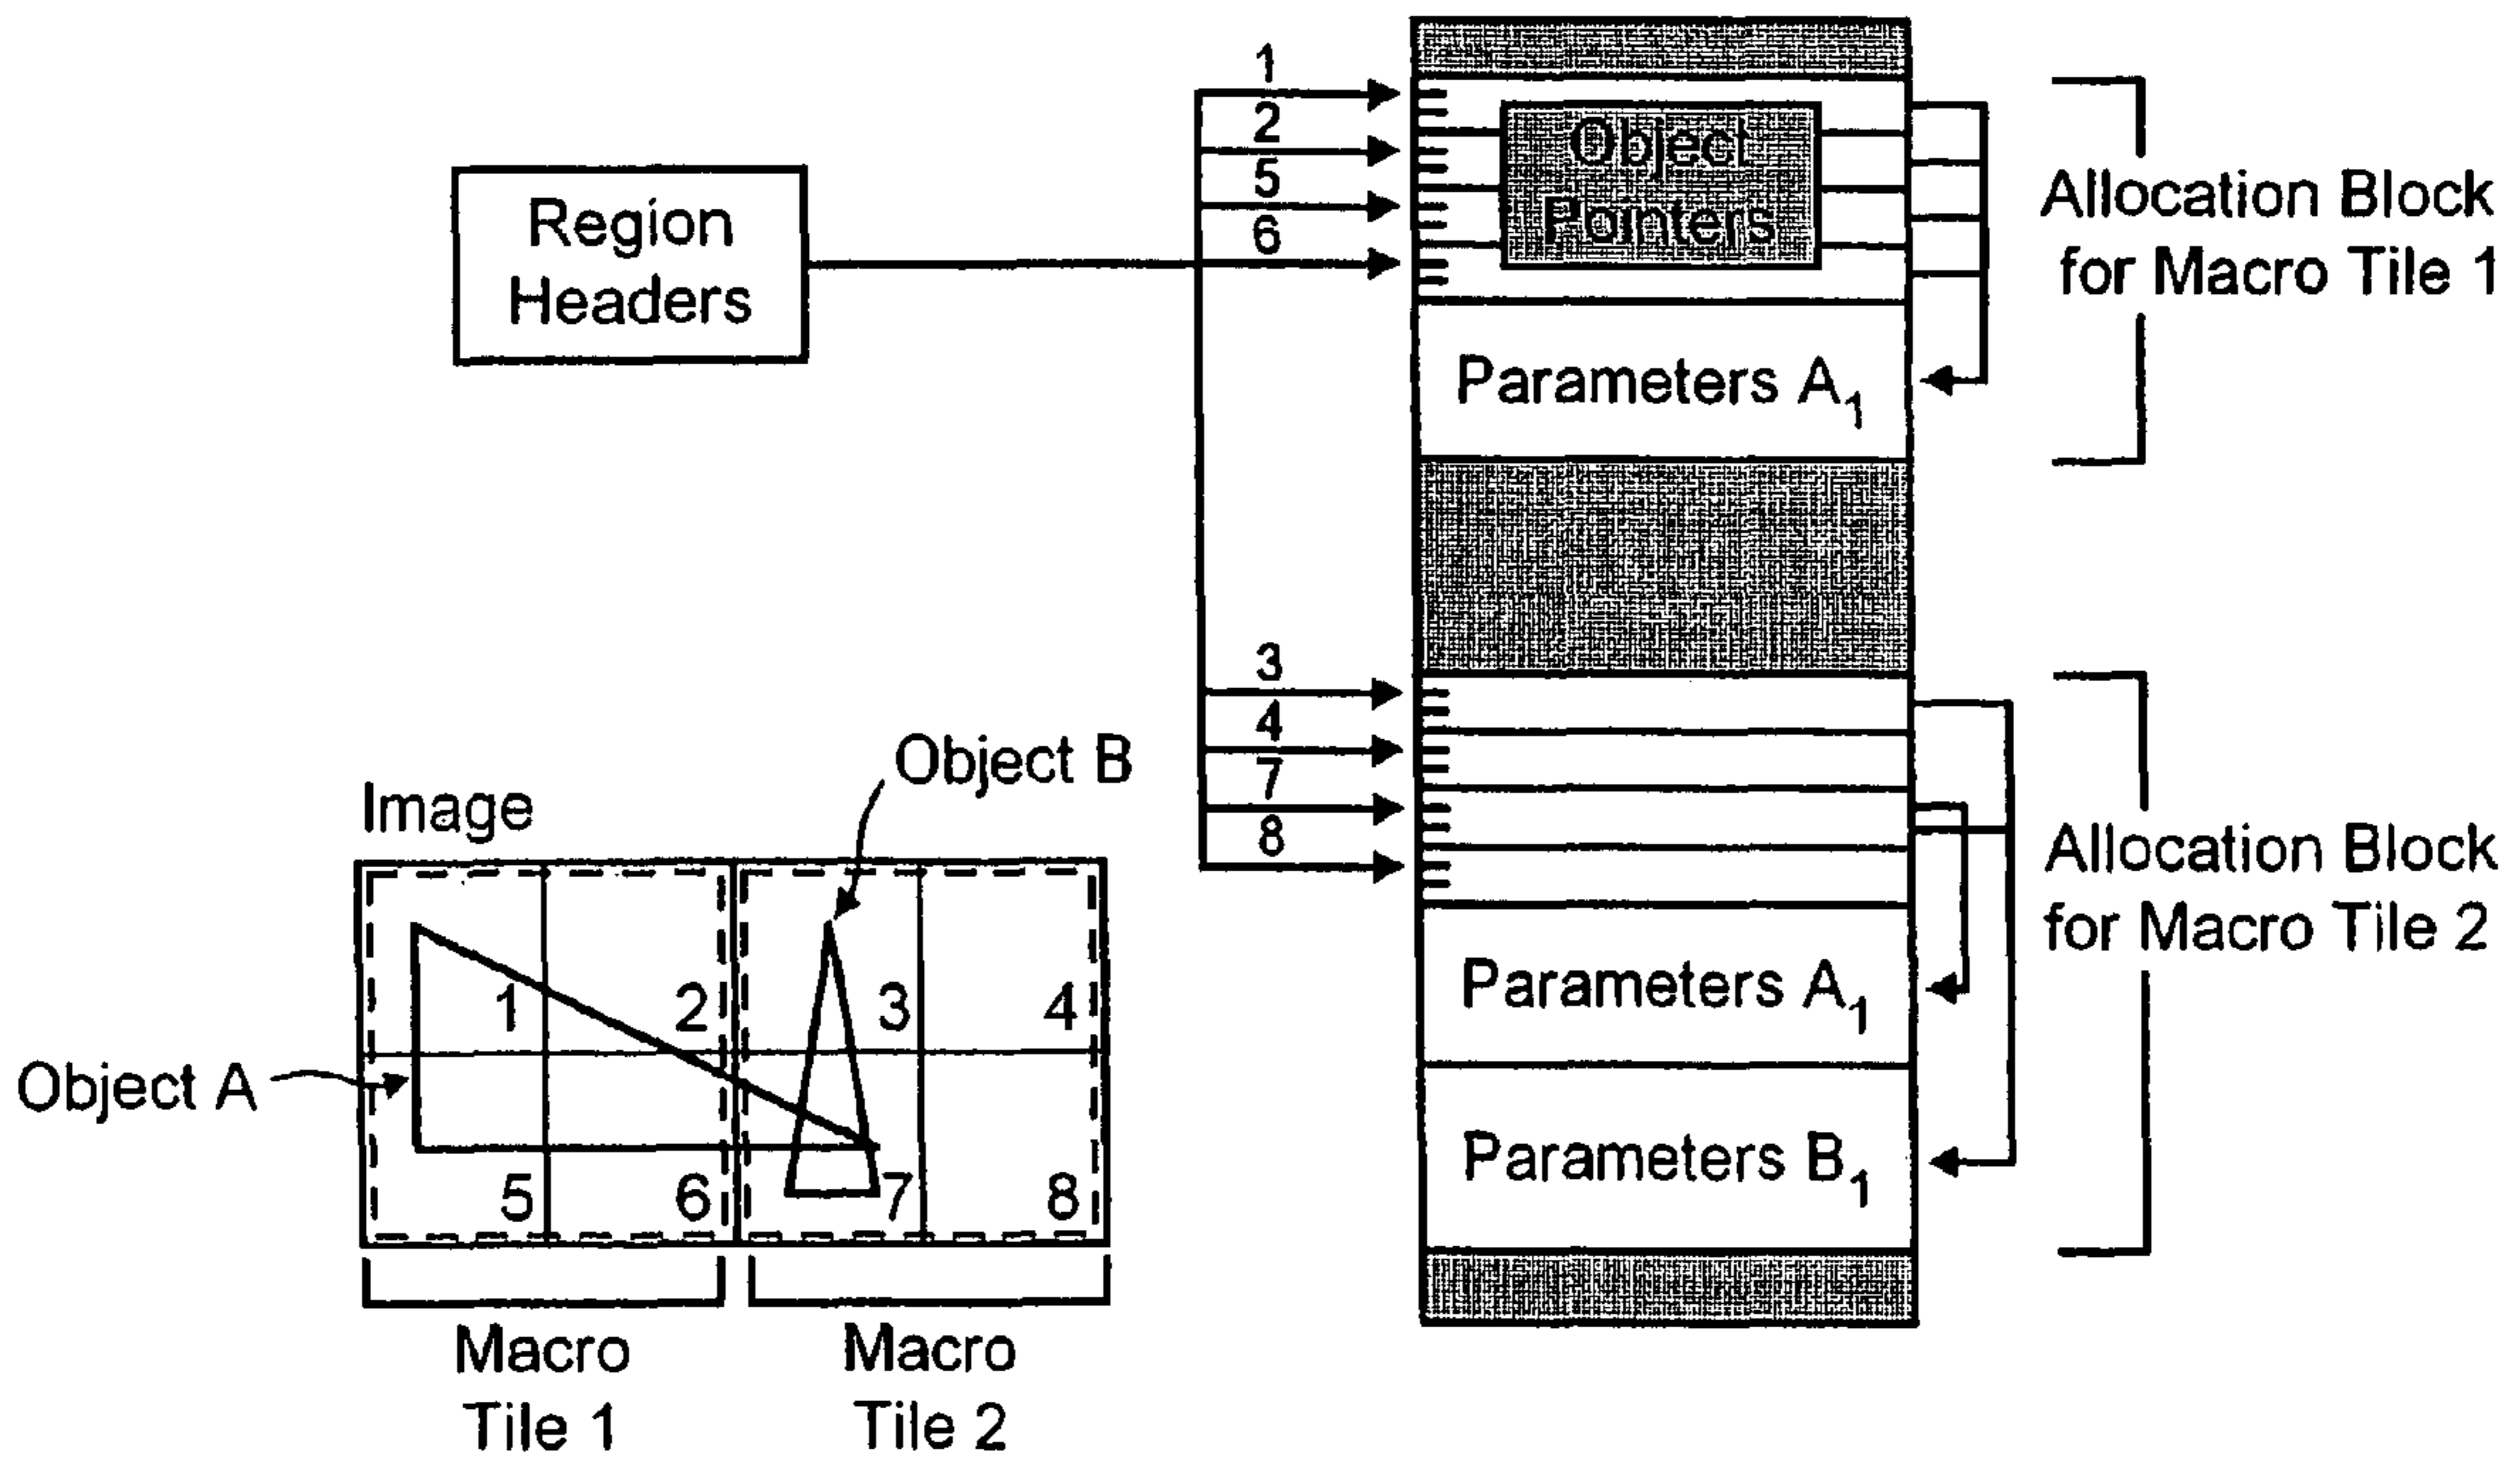 Region
Headers
1
2
5
6
Object
Pointers
Parameters A1
Allocation Block
for Macro Tile 1
3
4
7
8
Parameters A1
Parameters B1
Allocation Block
for Macro Tile 2
Image
Object B
Object A
1
2
3
4
5
6
7
8
Macro
Tile 1
Macro
Tile 2